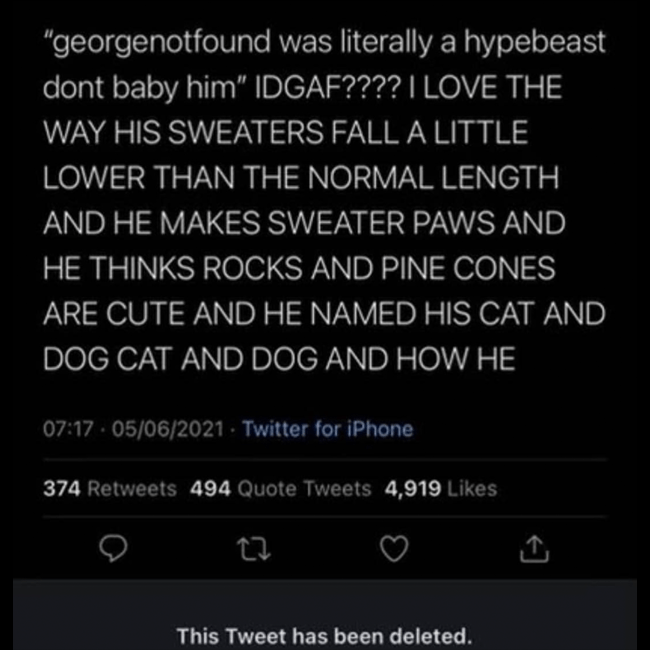 “georgenotfound was literally a hypebeast
dont baby him” IDGAF???? I LOVE THE
WAY HIS SWEATERS FALL A LITTLE
LOWER THAN THE NORMAL LENGTH
AND HE MAKES SWEATER PAWS AND
HE THINKS ROCKS AND PINE CONES
ARE CUTE AND HE NAMED HIS CAT AND
DOG CAT AND DOG AND HOW HE
07:17 · 05/06/2021 · Twitter for iPhone
374 Retweets 494 Quote Tweets 4,919 Likes
This Tweet has been deleted.